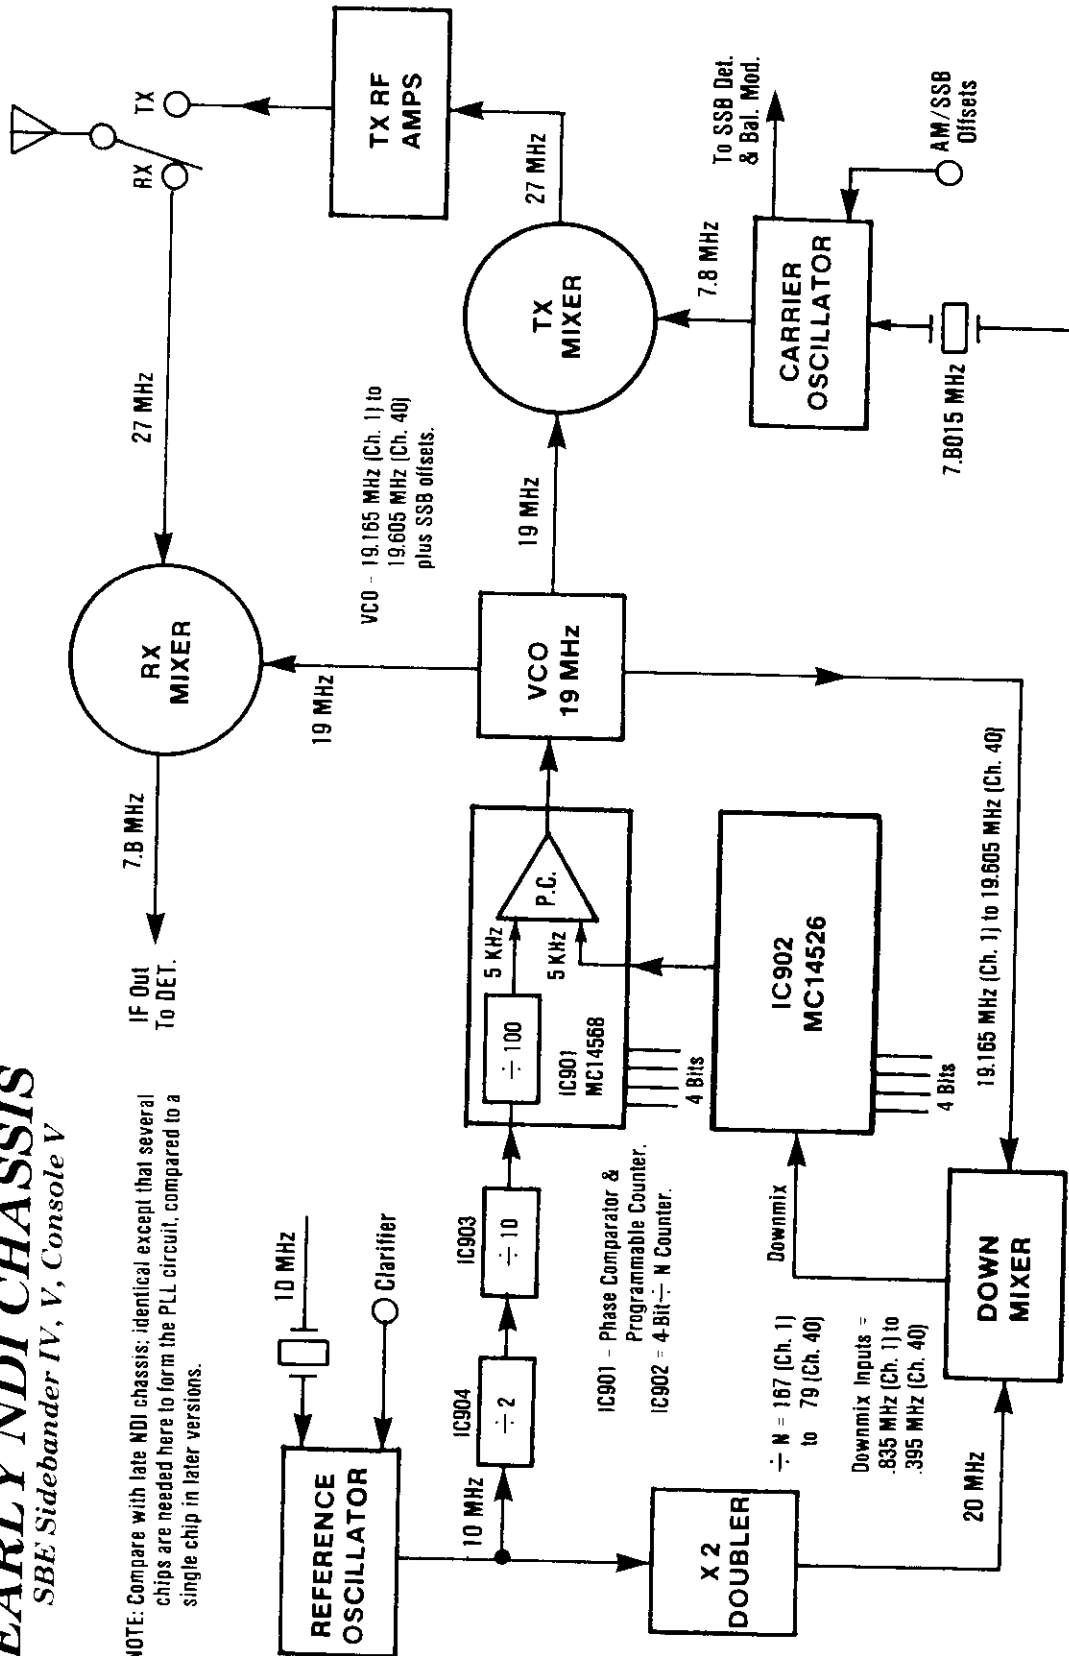 EARLY NDI CHASSIS
SBE Sidebander IV, V, Console V
NOTE: Compare with late NDI chassis; identical except that several
chips are needed here to form the PLL circuit, compared to a
single chip in later versions.
IF Out
To DET.
7.8 MHz
RX
MIXER
27 MHz
RX
TX
TX RF
AMPS
27 MHz
19 MHz
VCO - 19.165 MHz (Ch. 1) to
19.605 MHz (Ch. 40)
plus SSB offsets.
10 MHz
Clarifier
REFERENCE
OSCILLATOR
10 MHz
IC904
÷ 2
IC903
÷ 10
÷ 100
5 KHz
5 KHz
P.C.
IC901
MC14568
4 Bits
VCO
19 MHz
19 MHz
TX
MIXER
7.8 MHz
To SSB Det.
& Bal. Mod.
CARRIER
OSCILLATOR
AM/SSB
Offsets
7.8015 MHz
IC901 - Phase Comparator &
Programmable Counter.
IC902 = 4-Bit ÷ N Counter.
IC902
MC14526
4 Bits
X 2
DOUBLER
÷ N = 167 (Ch. 1)
to 79 (Ch. 40)
Downmix Inputs =
.835 MHz (Ch. 1) to
.395 MHz (Ch. 40)
Downmix
20 MHz
DOWN
MIXER
19.165 MHz (Ch. 1) to 19.605 MHz (Ch. 40)